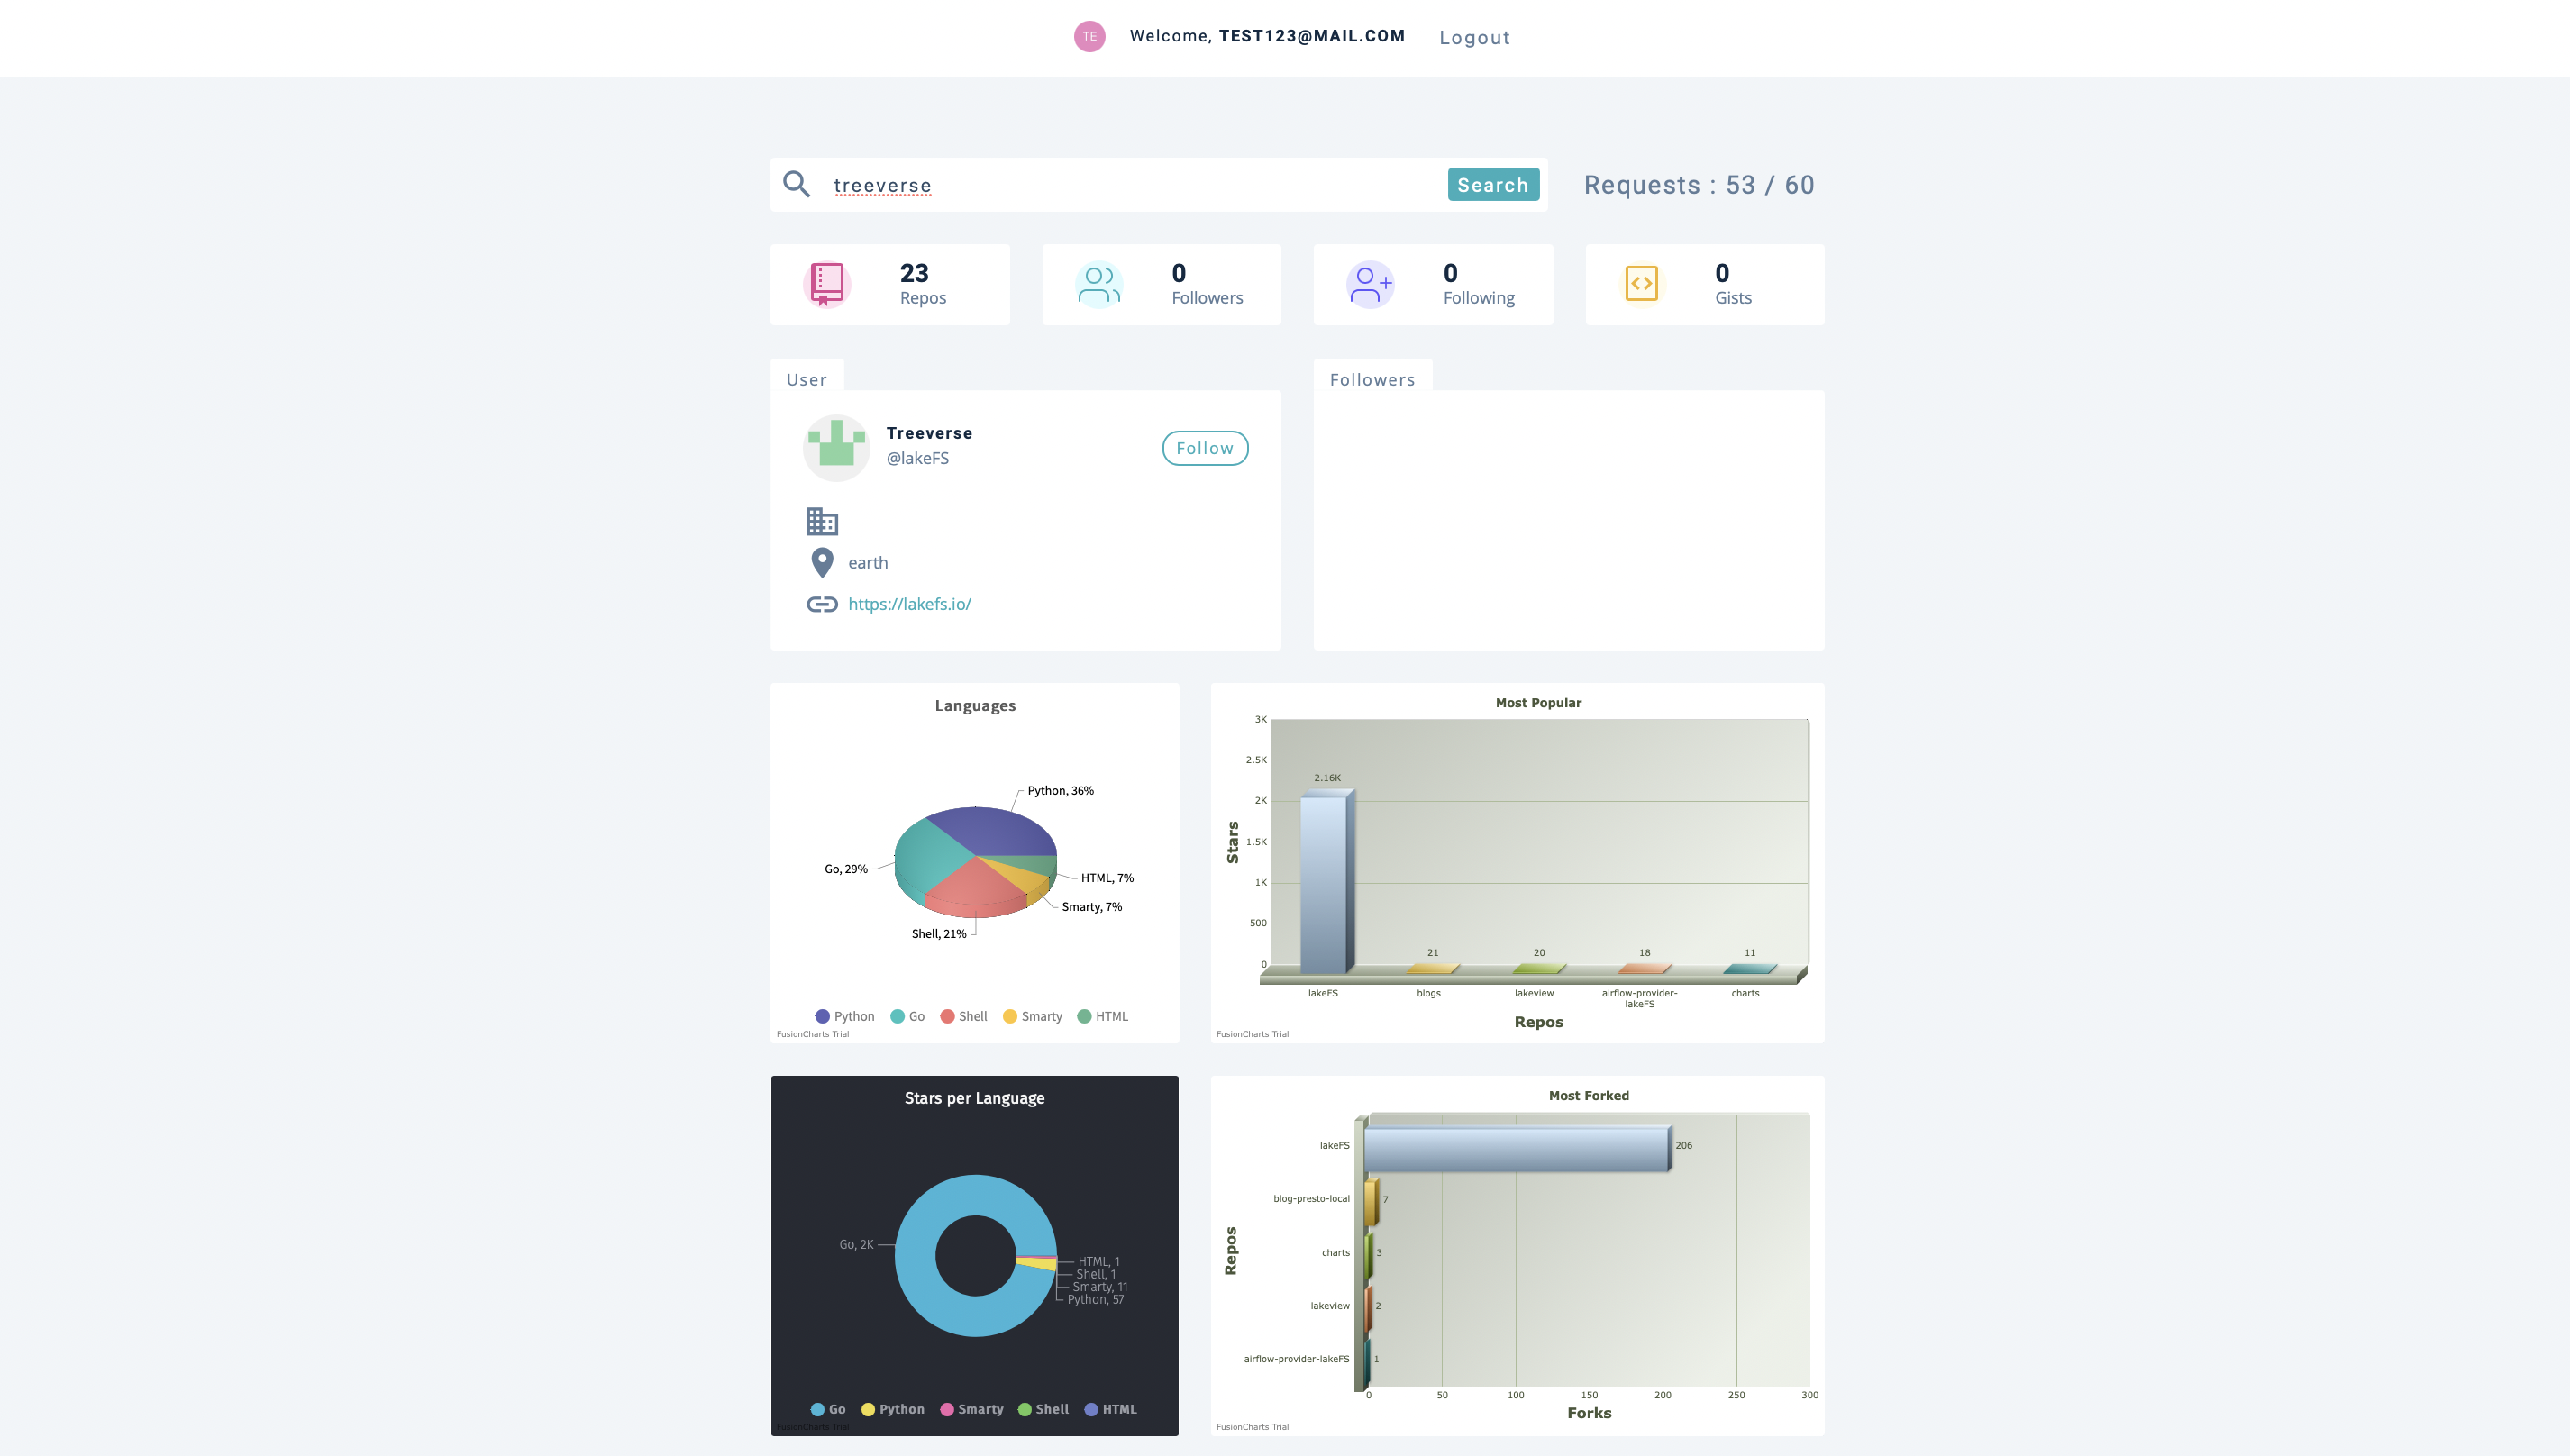 TE Welcome, TEST123@MAIL.COM Logout
treeverse Search Requests : 53 / 60
23
Repos
0
Followers
0
Following
0
Gists
User
Treeverse
@lakeFS
Follow
earth
https://lakefs.io/
Followers
Languages
Python, 36%
Go, 29%
HTML, 7%
Smarty, 7%
Shell, 21%
Python Go Shell Smarty HTML
FusionCharts Trial
Most Popular
Stars
3K
2.5K
2K
1.5K
1K
500
0
2.16K
21
20
18
11
lakeFS
blogs
lakeview
airflow-provider-
lakeFS
charts
Repos
FusionCharts Trial
Stars per Language
Go, 2K
HTML, 1
Shell, 1
Smarty, 11
Python, 57
Go Python Smarty Shell HTML
FusionCharts Trial
Most Forked
Repos
lakeFS 206
blog-presto-local 7
charts 3
lakeview 2
airflow-provider-lakeFS 1
0 50 100 150 200 250 300
Forks
FusionCharts Trial